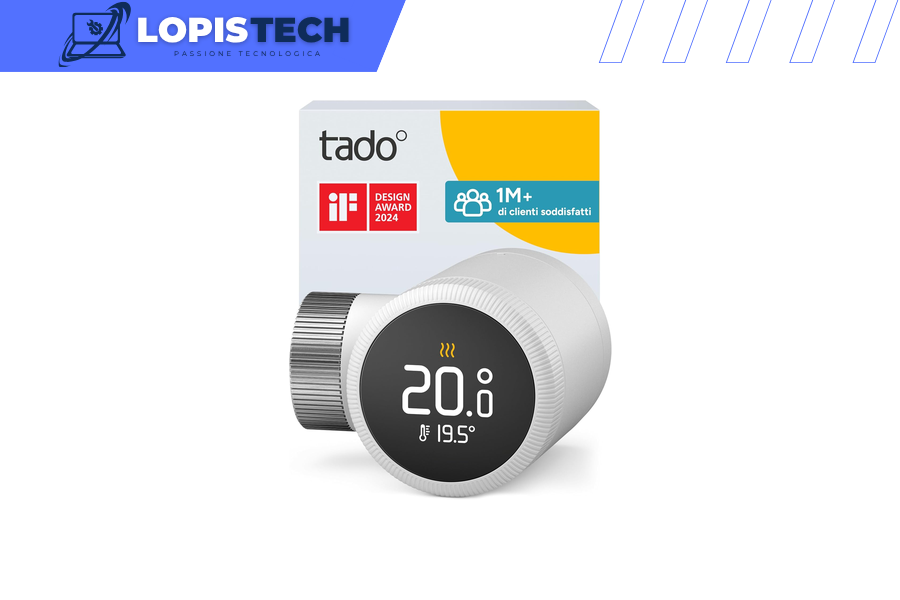 LOPISTECH
PASSIONE TECNOLOGICA
tado°
iF
DESIGN
AWARD
2024
1M+
di clienti soddisfatti
20.0°
19.5°